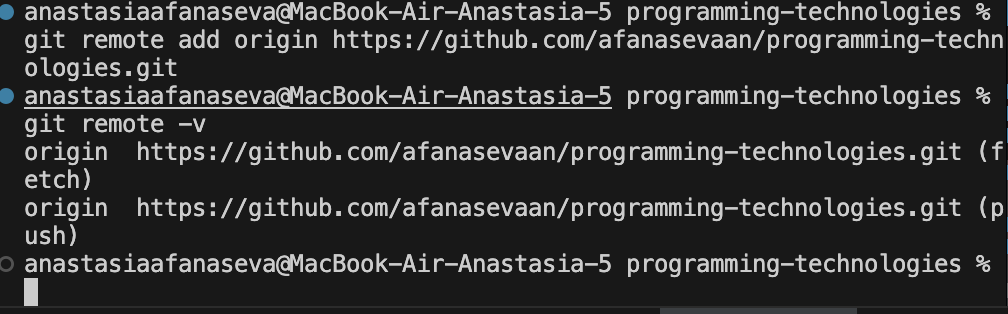 anastasiaafanaseva@MacBook-Air-Anastasia-5 programming-technologies %
git remote add origin https://github.com/afanasevaan/programming-techn
ologies.git
anastasiaafanaseva@MacBook-Air-Anastasia-5 programming-technologies %
git remote -v
origin  https://github.com/afanasevaan/programming-technologies.git (f
etch)
origin  https://github.com/afanasevaan/programming-technologies.git (p
ush)
anastasiaafanaseva@MacBook-Air-Anastasia-5 programming-technologies %